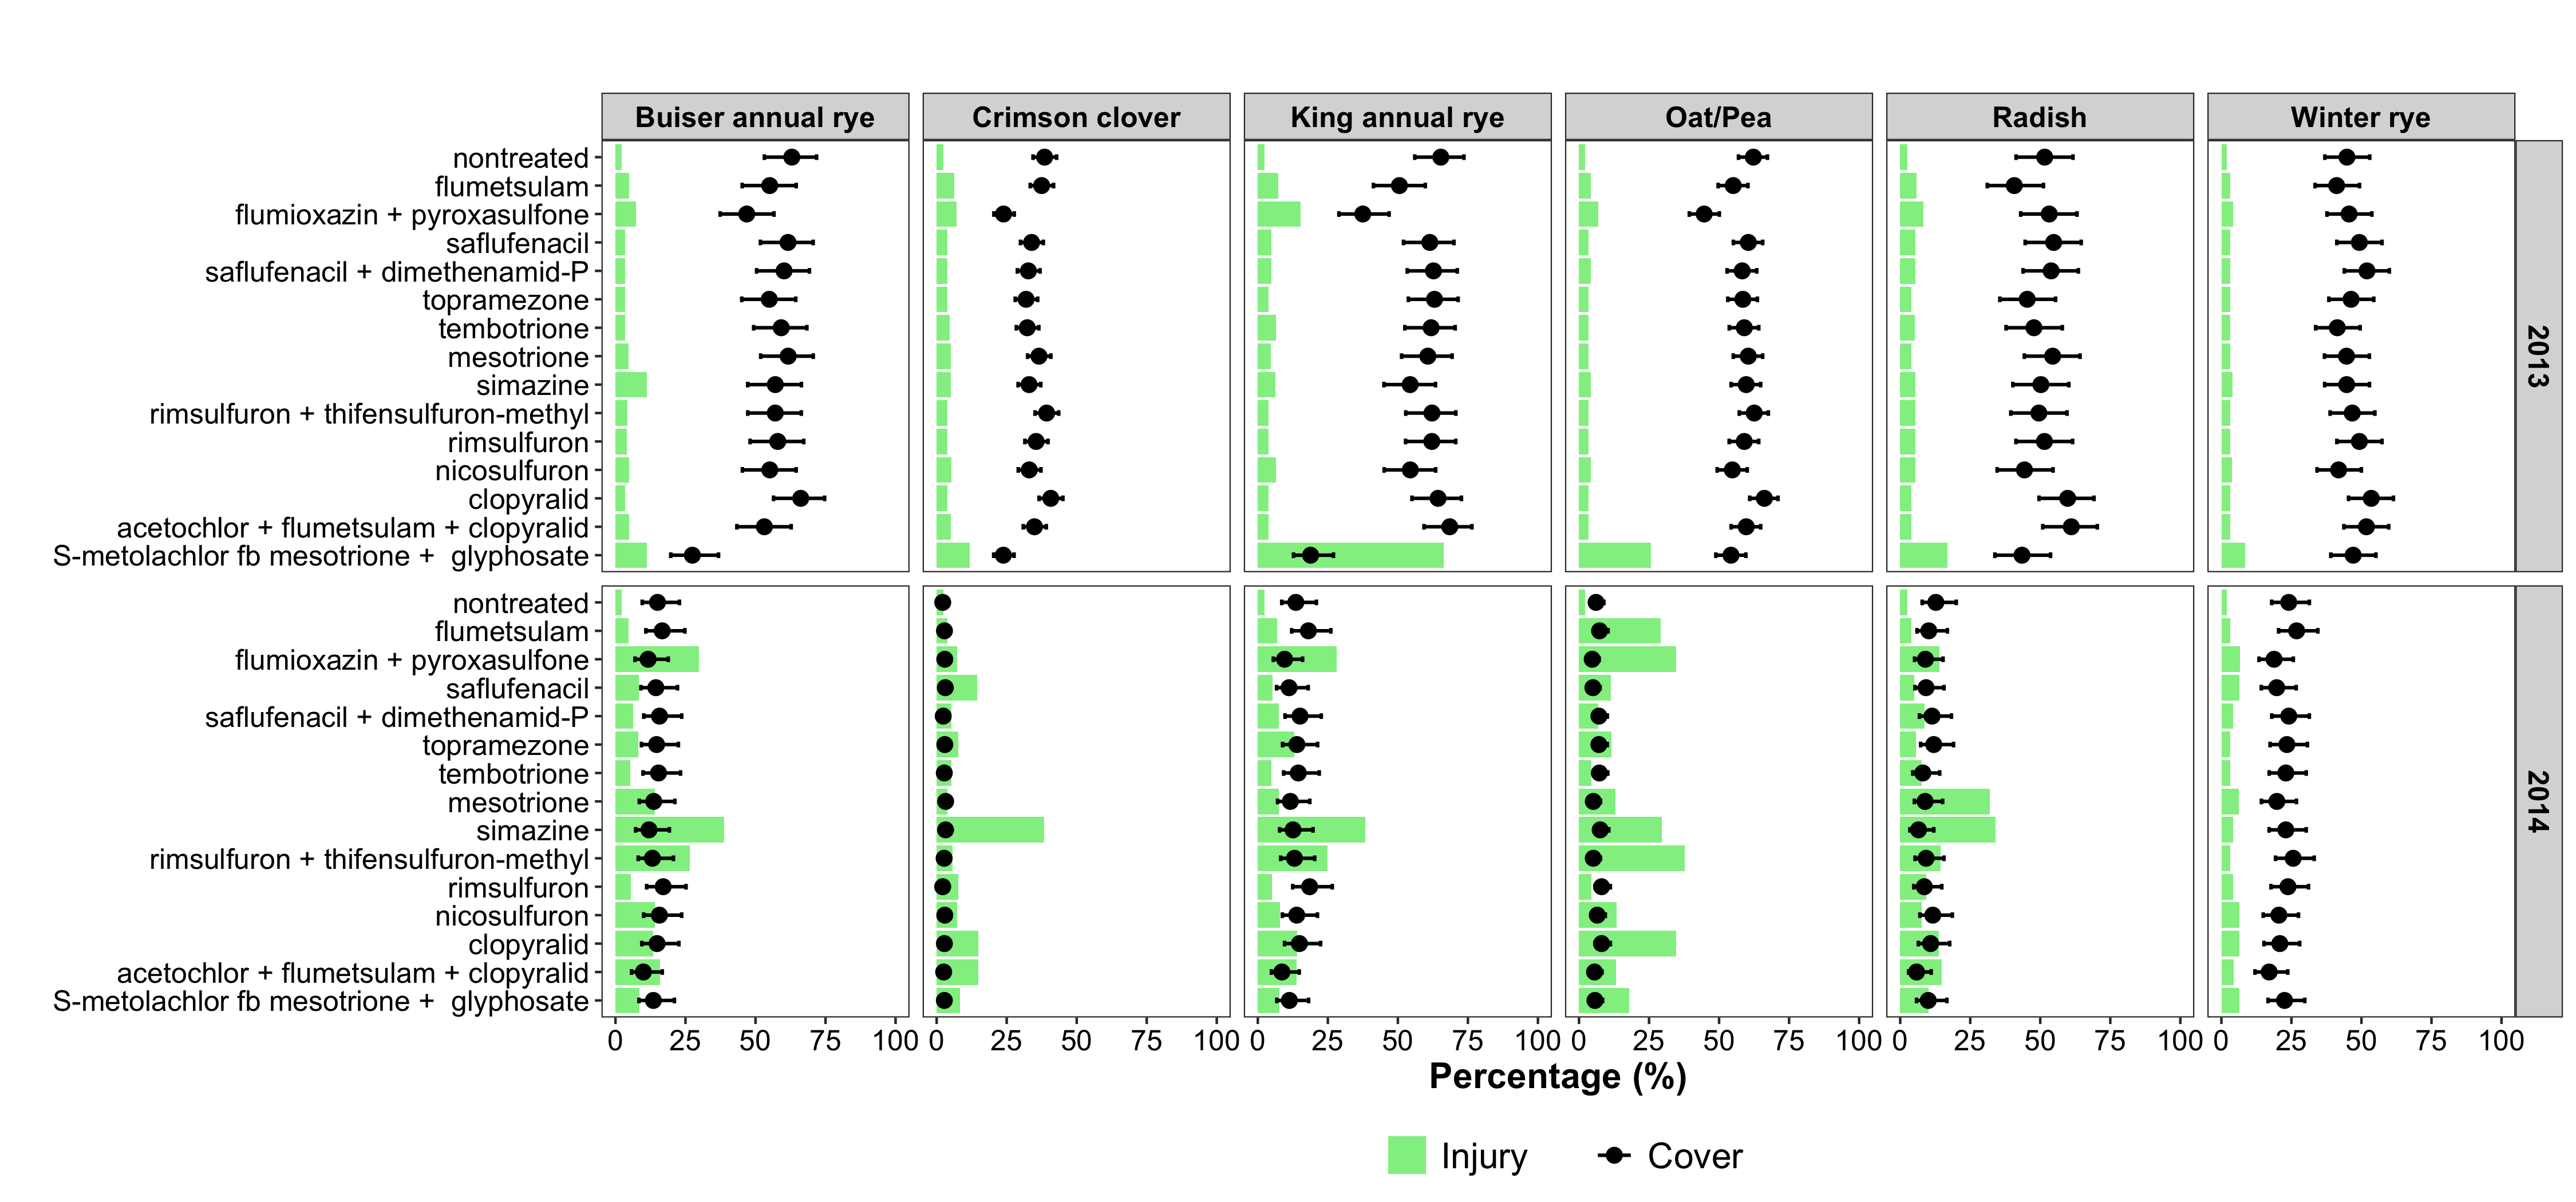 Buiser annual rye Crimson clover King annual rye Oat/Pea Radish Winter rye
nontreated
flumetsulam
flumioxazin + pyroxasulfone
saflufenacil
saflufenacil + dimethenamid-P
topramezone
tembotrione
mesotrione
simazine
rimsulfuron + thifensulfuron-methyl
rimsulfuron
nicosulfuron
clopyralid
acetochlor + flumetsulam + clopyralid
S-metolachlor fb mesotrione +  glyphosate
2013
nontreated
flumetsulam
flumioxazin + pyroxasulfone
saflufenacil
saflufenacil + dimethenamid-P
topramezone
tembotrione
mesotrione
simazine
rimsulfuron + thifensulfuron-methyl
rimsulfuron
nicosulfuron
clopyralid
acetochlor + flumetsulam + clopyralid
S-metolachlor fb mesotrione +  glyphosate
2014
0 25 50 75 100 0 25 50 75 100 0 25 50 75 100 0 25 50 75 100 0 25 50 75 100 0 25 50 75 100
Percentage (%)
Injury Cover